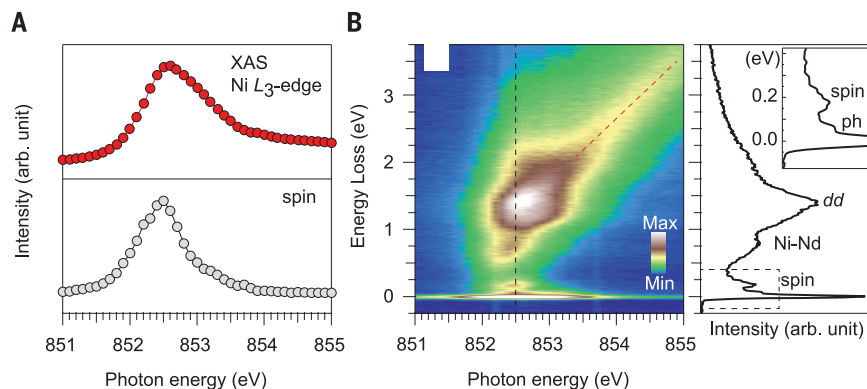 A
XAS
Ni L3-edge
spin
Intensity (arb. unit)
851 852 853 854 855
Photon energy (eV)
B
Energy Loss (eV)
3
2
1
0
Max
Min
851 852 853 854 855
Photon energy (eV)
(eV)
0.2
0.0
spin
ph
dd
Ni-Nd
spin
Intensity (arb. unit)